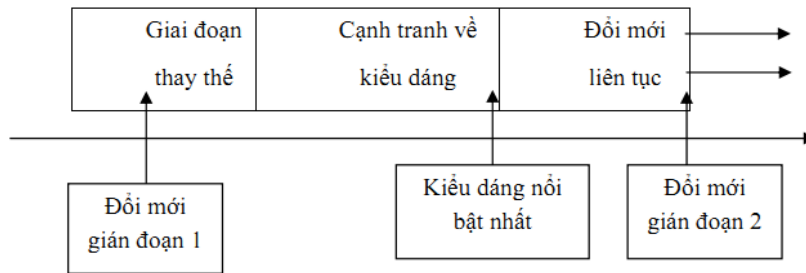 Giai đoạn
thay thế
Cạnh tranh về
kiểu dáng
Đổi mới
liên tục
Đổi mới
gián đoạn 1
Kiểu dáng nổi
bật nhất
Đổi mới
gián đoạn 2